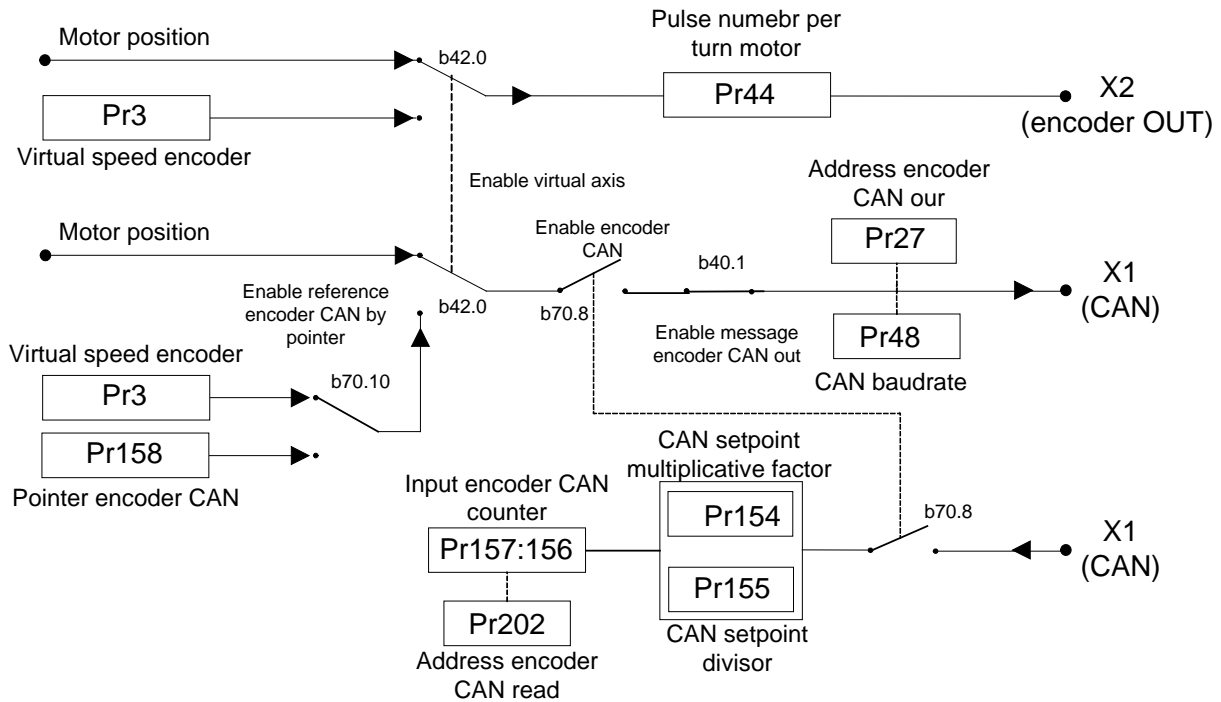 Motor position
b42.0
Pulse numebr per
turn motor
Pr44
X2
(encoder OUT)
Pr3
Virtual speed encoder
Enable virtual axis
Address encoder
CAN our
Pr27
Motor position
Enable encoder
CAN
b40.1
X1
(CAN)
Enable reference
encoder CAN by
pointer
b42.0
b70.8
Enable message
encoder CAN out
Pr48
CAN baudrate
Virtual speed encoder
Pr3
b70.10
Pr158
Pointer encoder CAN
CAN setpoint
multiplicative factor
Input encoder CAN
counter
Pr154
b70.8
X1
(CAN)
Pr157:156
Pr155
Pr202
CAN setpoint
divisor
Address encoder
CAN read